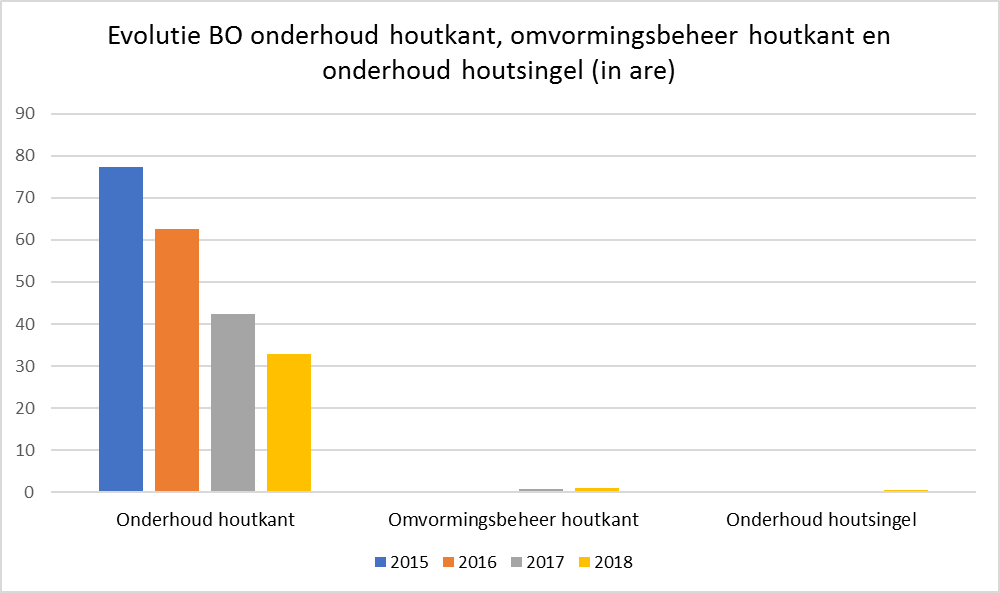 Evolutie BO onderhoud houtkant, omvormingsbeheer houtkant en
onderhoud houtsingel (in are)
90
80
70
60
50
40
30
20
10
0
Onderhoud houtkant
Omvormingsbeheer houtkant
Onderhoud houtsingel
2015
2016
2017
2018